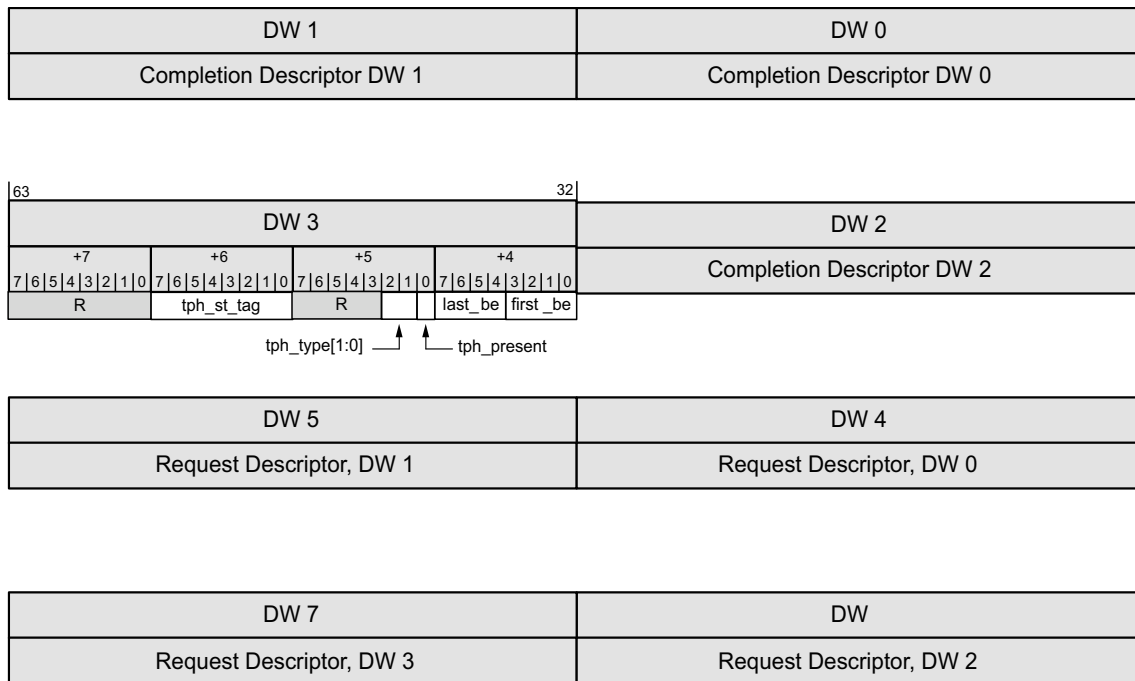 DW 1 DW 0
Completion Descriptor DW 1 Completion Descriptor DW 0
63 32
DW 3 DW 2
+7 +6 +5 +4 Completion Descriptor DW 2
7 6 5 4 3 2 1 0 7 6 5 4 3 2 1 0 7 6 5 4 3 2 1 0 7 6 5 4 3 2 1 0
R tph_st_tag R last_be first _be
tph_type[1:0] tph_present
DW 5 DW 4
Request Descriptor, DW 1 Request Descriptor, DW 0
DW 7 DW
Request Descriptor, DW 3 Request Descriptor, DW 2